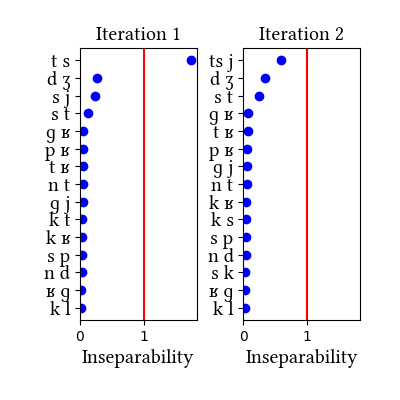 Iteration 1
t s
d ʒ
s j
s t
ɡ ʁ
p ʁ
t ʁ
n t
ɡ j
k t
k ʁ
s p
n d
ʁ ɡ
k l
0 1
Inseparability
Iteration 2
ts j
d ʒ
s t
ɡ ʁ
t ʁ
p ʁ
ɡ j
n t
k ʁ
k s
s p
n d
s k
ʁ ɡ
k l
0 1
Inseparability